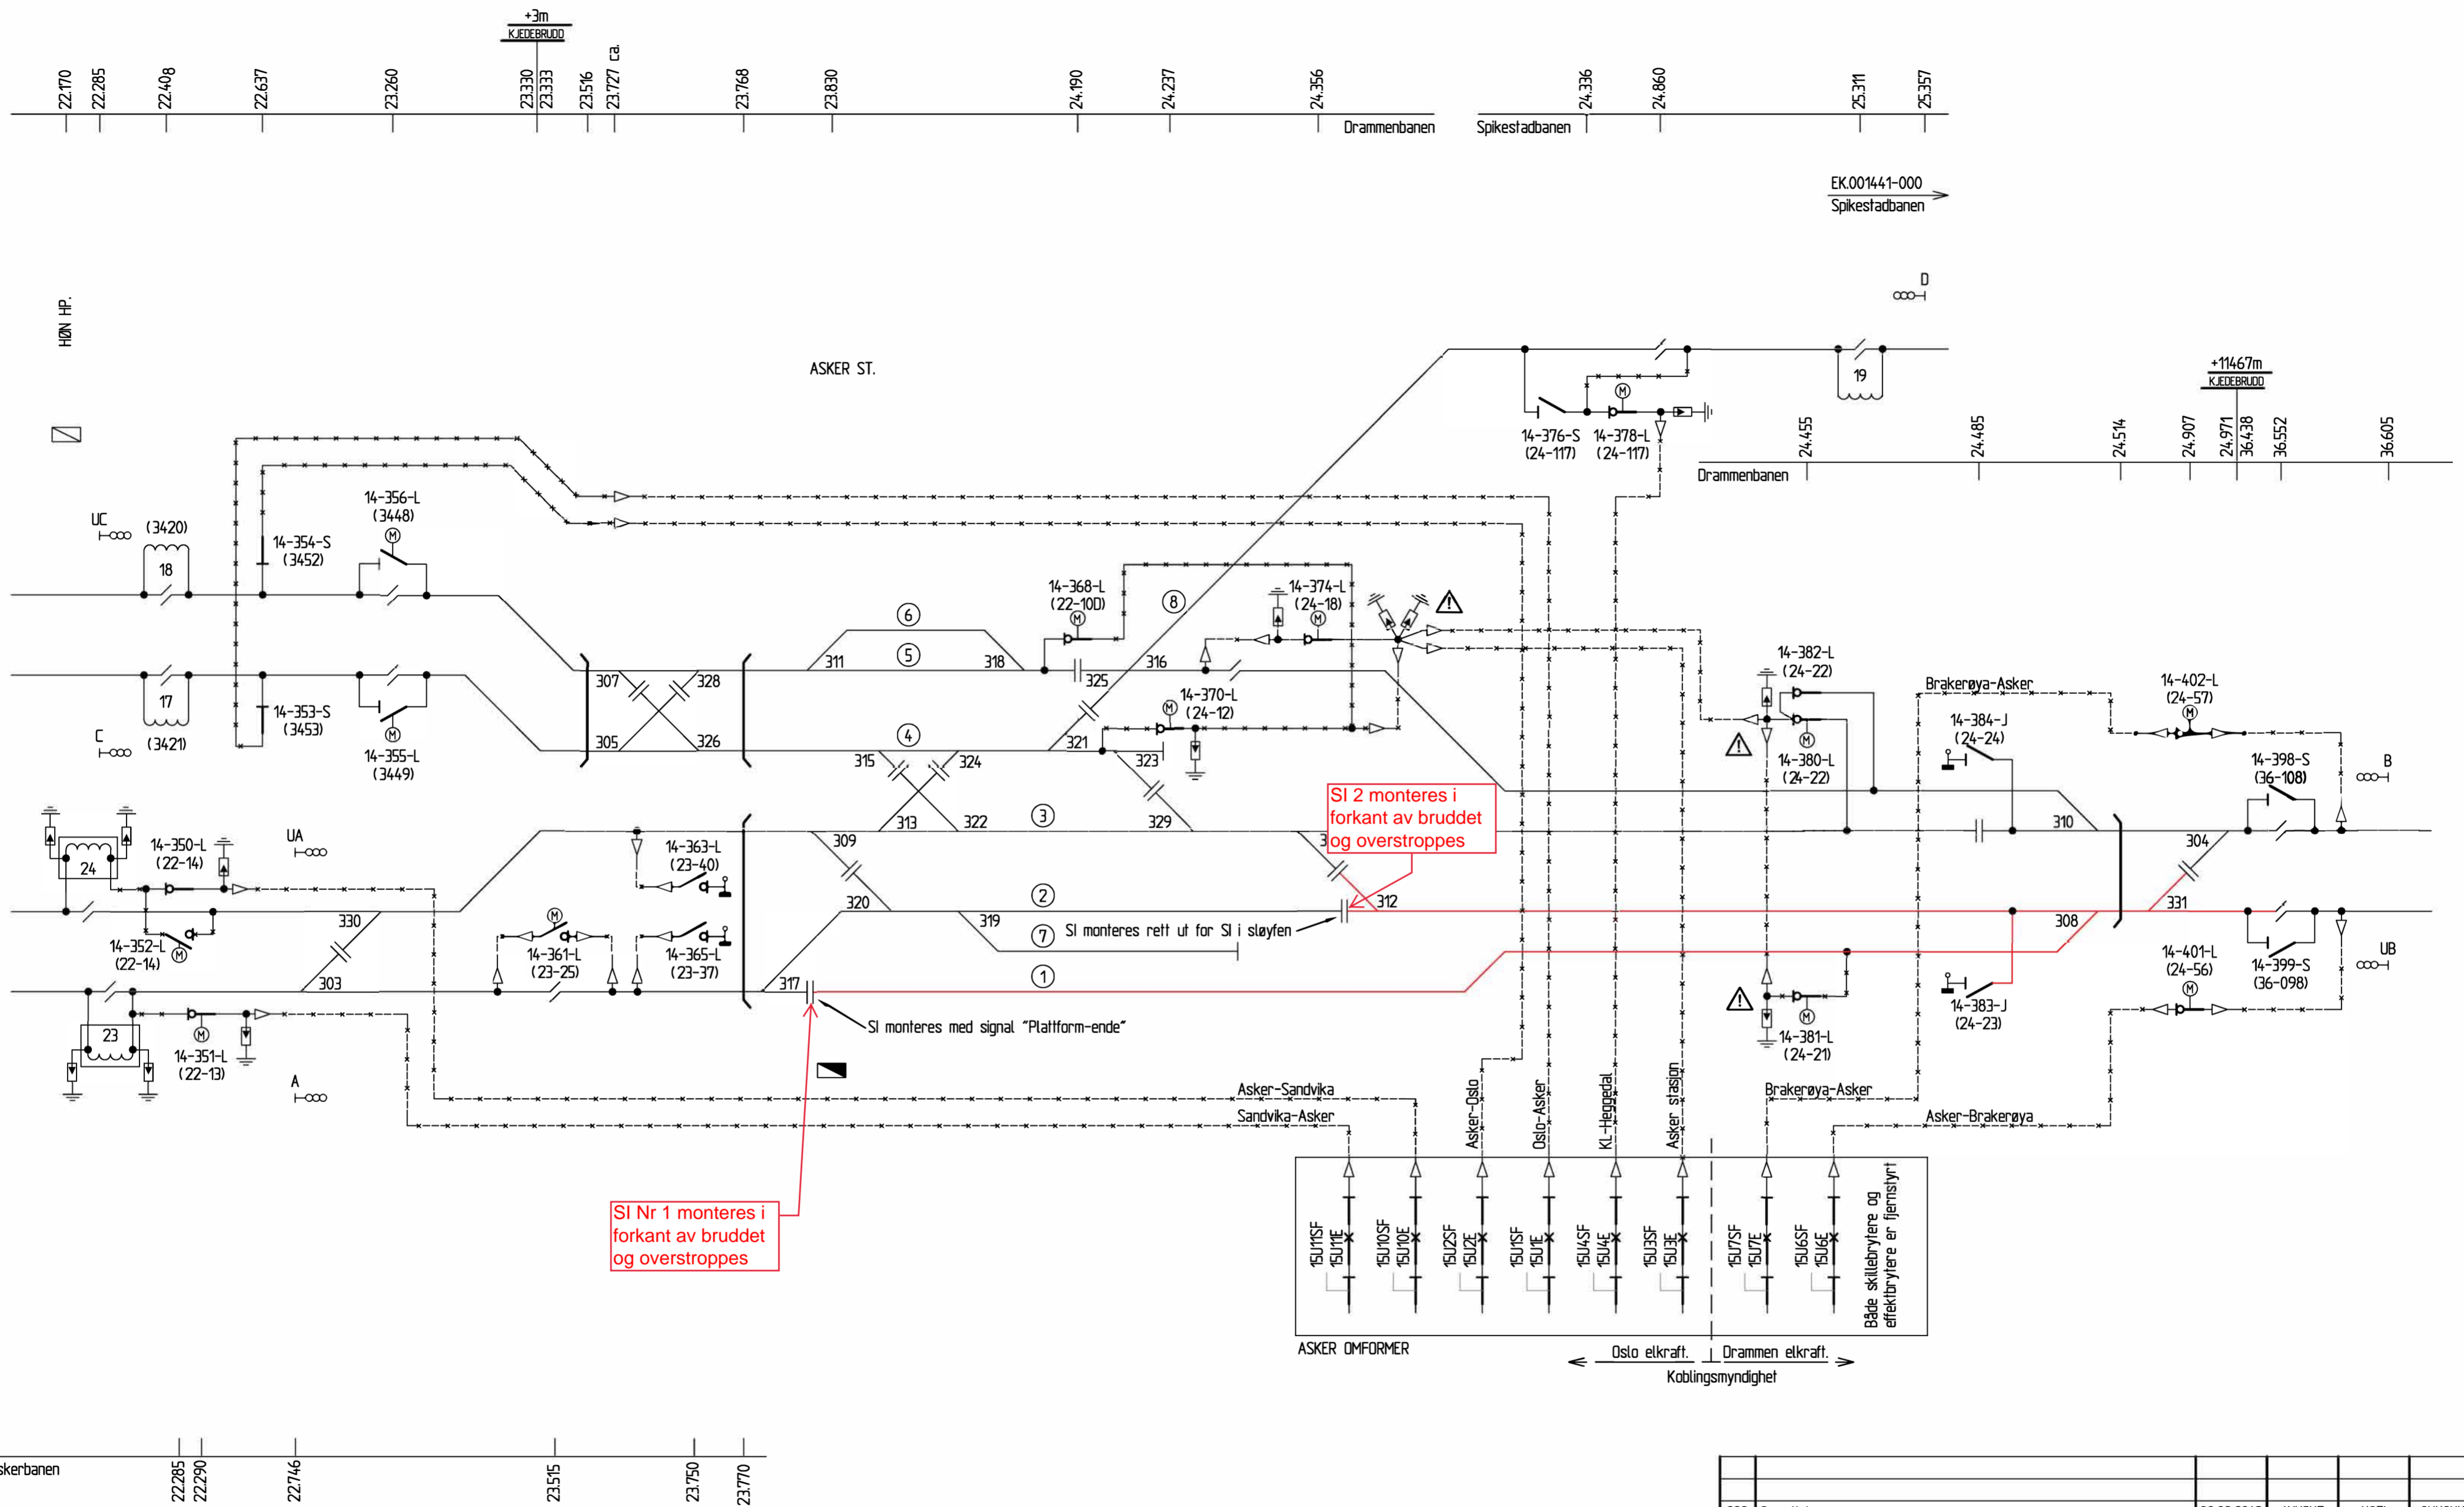 +3m
KJEDEBRUDD
22.170
22.285
22.408
22.637
23.260
23.330
23.333
23.516
23.727 ca.
23.768
23.830
24.190
24.237
24.356
Drammenbanen
Spikestadbanen
24.336
24.860
25.311
25.357
EK.001441-000
Spikestadbanen
HØN HP.
ASKER ST.
D
19
14-376-S
(24-117)
14-378-L
(24-117)
+11467m
KJEDEBRUDD
Drammenbanen
24.455
24.485
24.514
24.907
24.971
36.438
36.552
36.605
UC
(3420)
18
14-354-S
(3452)
14-356-L
(3448)
M
C
17
(3421)
14-353-S
(3453)
14-355-L
(3449)
M
307
328
305
326
311
6
5
318
4
315
324
313
322
14-368-L
(22-10D)
M
8
325
316
14-374-L
(24-18)
M
14-370-L
(24-12)
M
321
323
329
3
M
14-382-L
(24-22)
14-380-L
(24-22)
M
Brakerøya-Asker
14-384-J
(24-24)
14-402-L
(24-57)
M
14-398-S
(36-108)
B
310
304
SI 2 monteres i
forkant av bruddet
og overstroppes
3
312
24
14-350-L
(22-14)
UA
14-352-L
(22-14)
M
330
303
14-363-L
(23-40)
M
14-361-L
(23-25)
14-365-L
(23-37)
309
320
2
319
7
SI monteres rett ut for SI i sløyfen
1
317
SI monteres med signal "Plattform-ende"
308
331
14-383-J
(24-23)
14-401-L
(24-56)
M
14-399-S
(36-098)
UB
14-381-L
(24-21)
M
23
14-351-L
(22-13)
M
A
Asker-Sandvika
Sandvika-Asker
Asker-Oslo
Oslo-Asker
KL-Heggedal
Asker stasjon
Brakerøya-Asker
Asker-Brakerøya
SI Nr 1 monteres i
forkant av bruddet
og overstroppes
15U11SF
15U11E
15U10SF
15U10E
15U2SF
15U2E
15U1SF
15U1E
15U4SF
15U4E
15U3SF
15U3E
15U7SF
15U7E
15U6SF
15U6E
Både skillebrytere og
effektbrytere er fjernstyrt
ASKER OMFORMER
Oslo elkraft.
Drammen elkraft.
Koblingsmyndighet
skerbanen
22.285
22.290
22.746
23.515
23.750
23.770